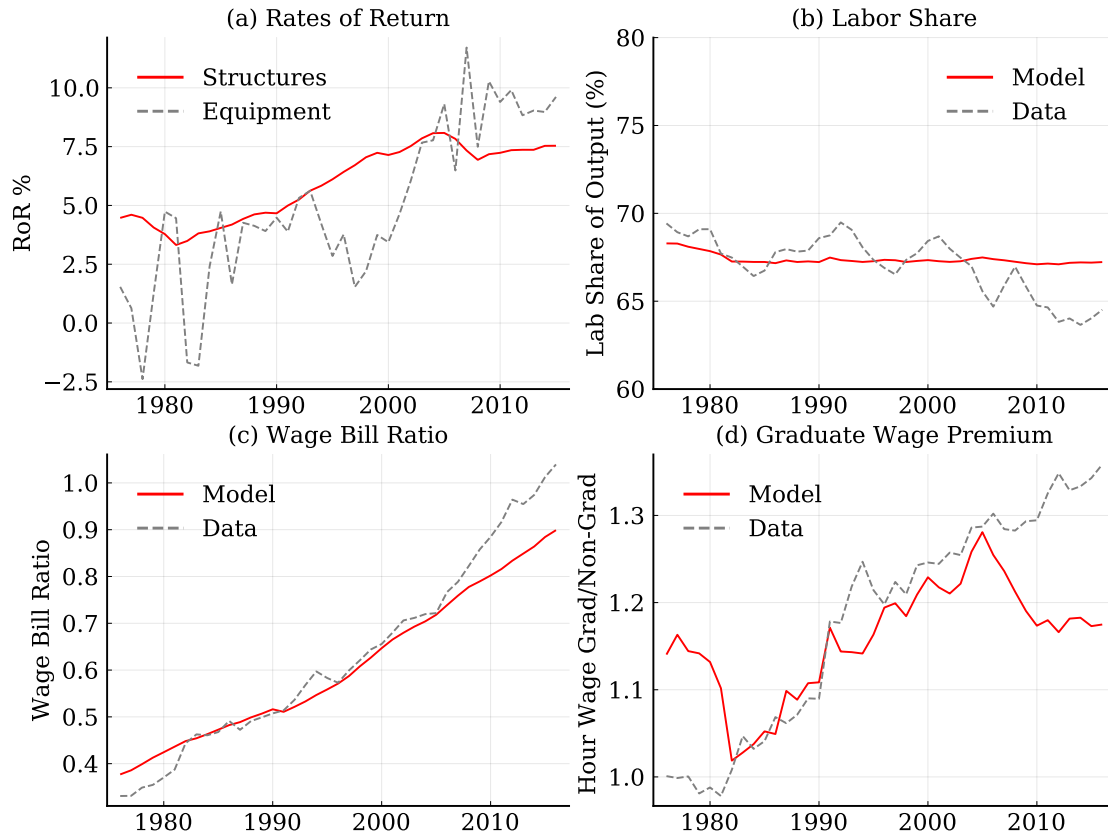 (a) Rates of Return
RoR %
10.0
7.5
5.0
2.5
0.0
−2.5
Structures
Equipment
1980
1990
2000
2010
(b) Labor Share
Lab Share of Output (%)
80
75
70
65
60
Model
Data
1980
1990
2000
2010
(c) Wage Bill Ratio
Wage Bill Ratio
1.0
0.9
0.8
0.7
0.6
0.5
0.4
Model
Data
1980
1990
2000
2010
(d) Graduate Wage Premium
Hour Wage Grad/Non-Grad
1.3
1.2
1.1
1.0
Model
Data
1980
1990
2000
2010